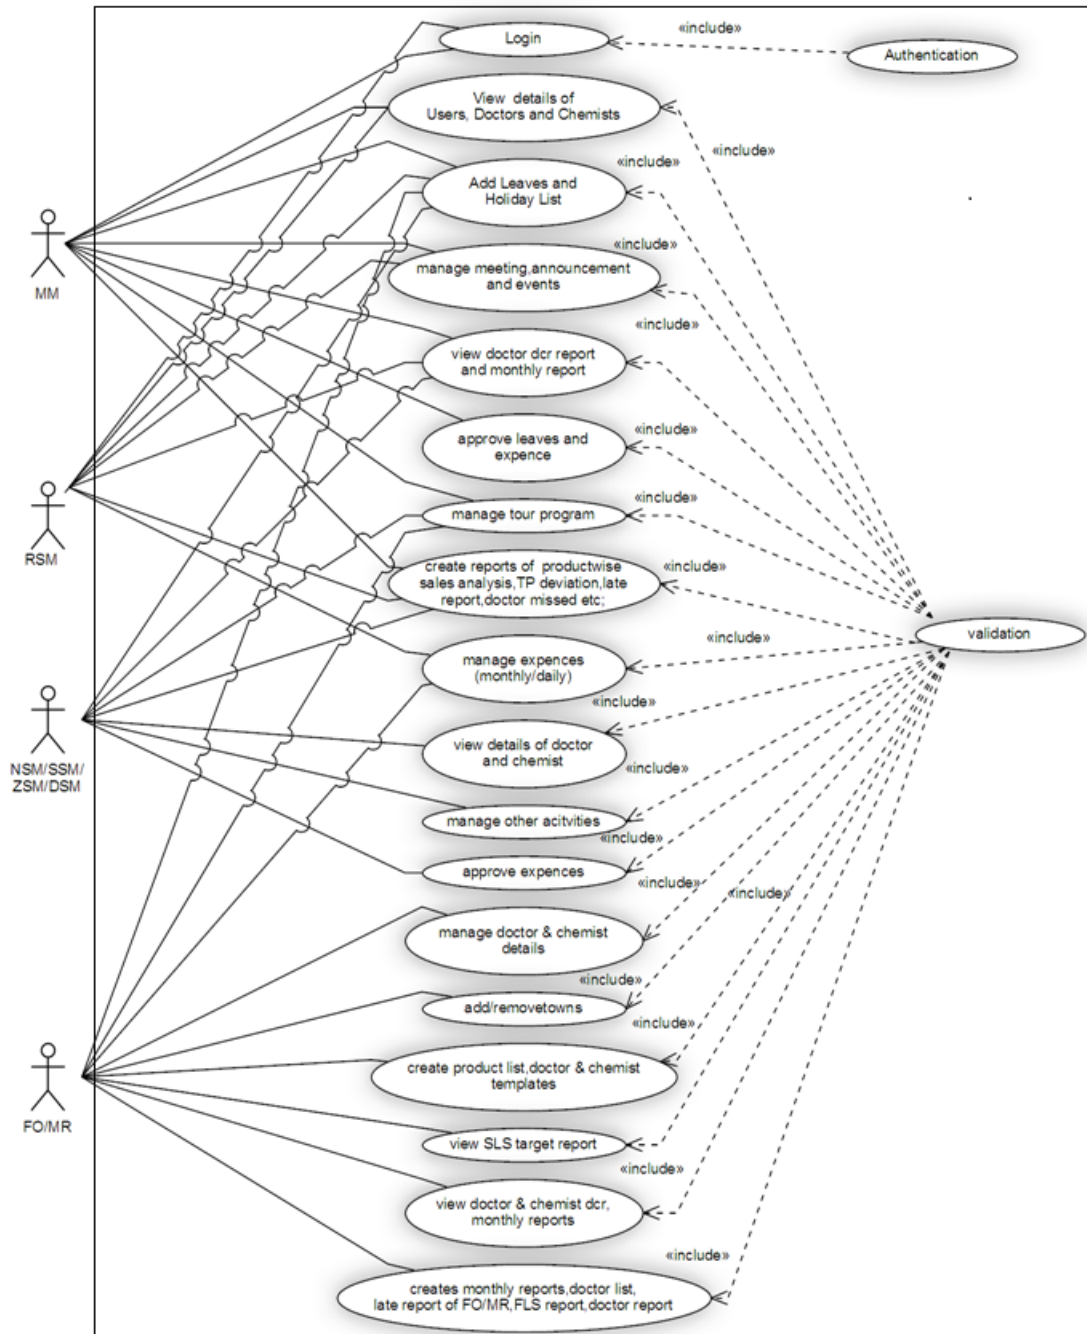 Login
«include»
Authentication
View details of
Users, Doctors and Chemists
«include»
«include»
Add Leaves and
Holiday List
MM
«include»
manage meeting,announcement
and events
«include»
view doctor dcr report
and monthly report
approve leaves and
expence
«include»
RSM
manage tour program
«include»
create reports of productwise
sales analysis,TP deviation,late
report,doctor missed etc;
«include»
validation
manage expences
(monthly/daily)
«include»
NSM/SSM/
ZSM/DSM
view details of doctor
and chemist
«include»
«include»
manage other acitvities
«include»
approve expences
«include»
«include»
manage doctor & chemist
details
«include»
add/removetowns
«include»
create product list,doctor & chemist
templates
FO/MR
view SLS target report
«include»
view doctor & chemist dcr,
monthly reports
«include»
creates monthly reports,doctor list,
late report of FO/MR,FLS report,doctor report